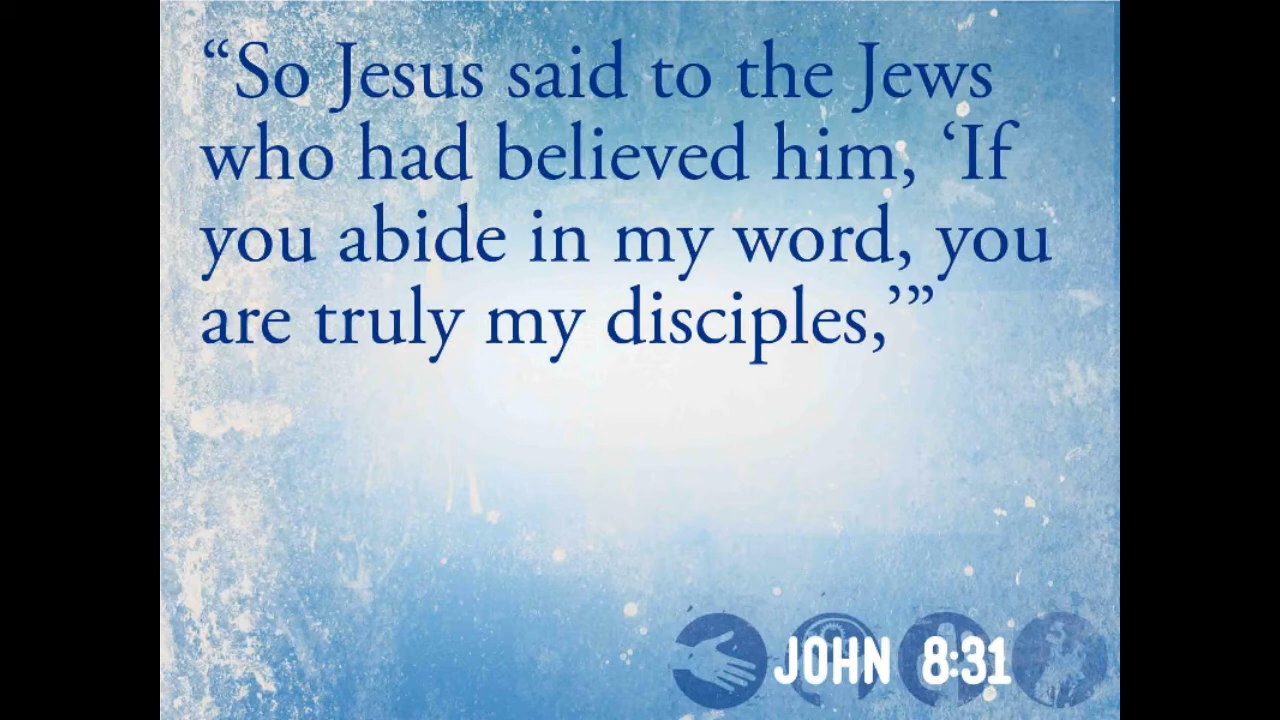 “So Jesus said to the Jews
who had believed him, ‘If
you abide in my word, you
are truly my disciples,’”
JOHN 8:31